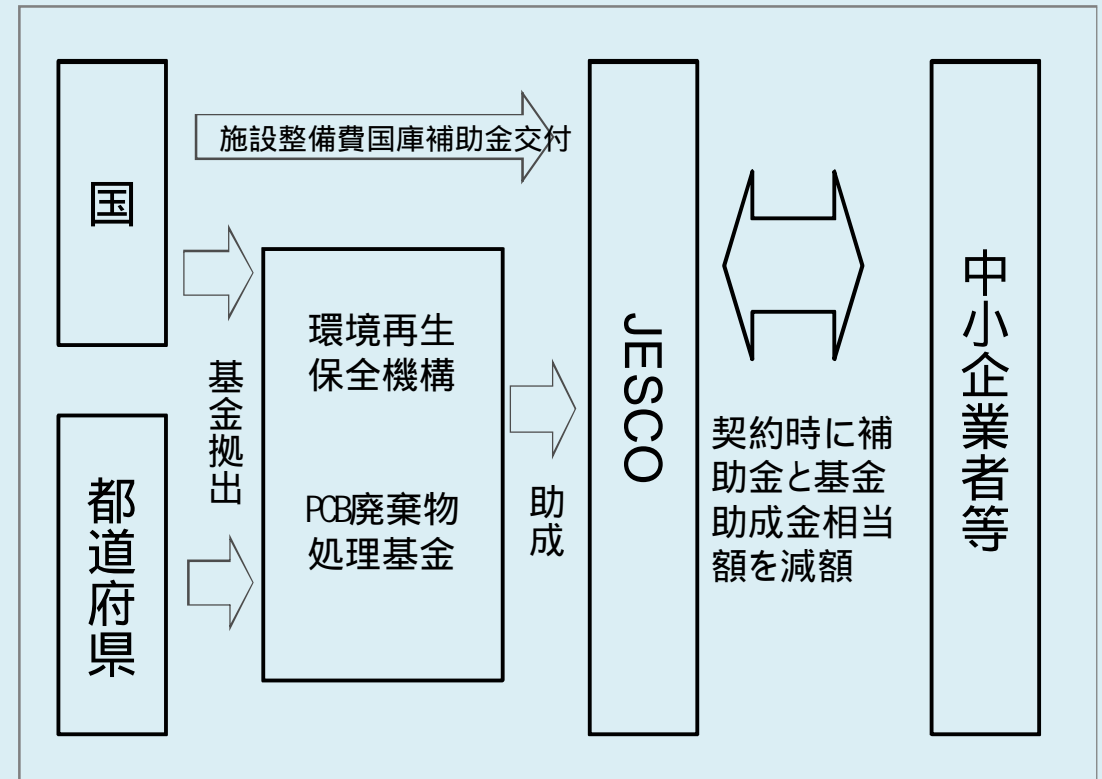 国
施設整備費国庫補助金交付
都道府県
基金拠出
環境再生
保全機構
PCB廃棄物
処理基金
助成
JESCO
契約時に補
助金と基金
助成金相当
額を減額
中小企業者等